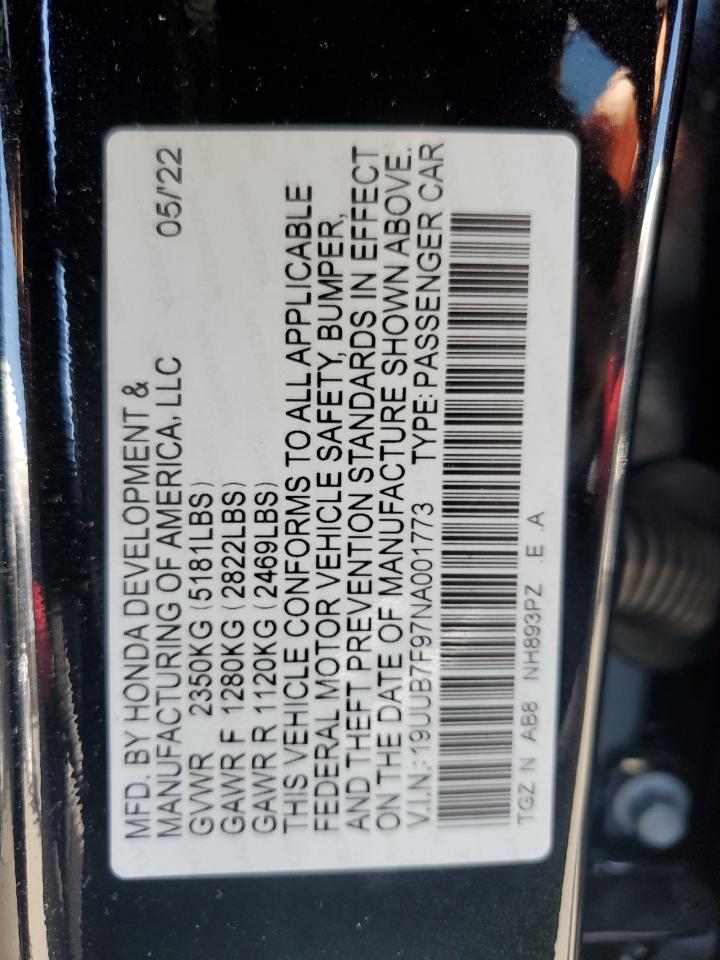 MFD. BY HONDA DEVELOPMENT &
MANUFACTURING OF AMERICA, LLC 05/'22
GVWR 2350KG (5181LBS)
GAWR F 1280KG (2822LBS)
GAWR R 1120KG (2469LBS)
THIS VEHICLE CONFORMS TO ALL APPLICABLE
FEDERAL MOTOR VEHICLE SAFETY, BUMPER,
AND THEFT PREVENTION STANDARDS IN EFFECT
ON THE DATE OF MANUFACTURE SHOWN ABOVE.
V.I.N.: 19UUB7F97NA001773 TYPE: PASSENGER CAR
TGZ N AB8 NH893PZ .E .A